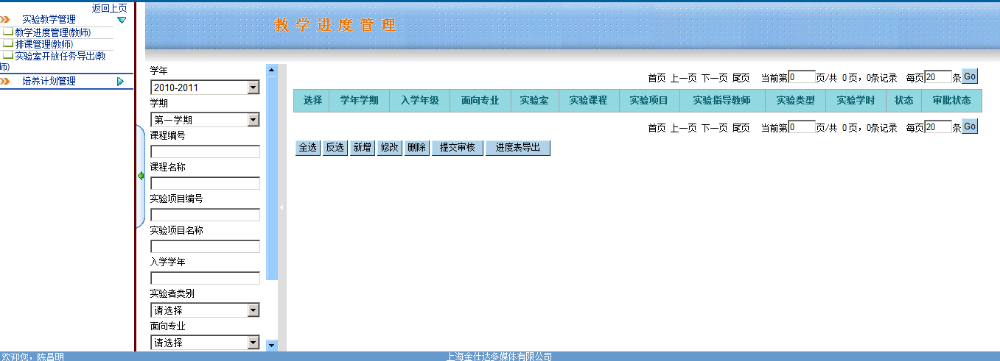 返回上页
实验教学管理
教学进度管理(教师)
排课管理(教师)
实验室开放任务导出(教
师)
培养计划管理
教学进度管理
学年
2010-2011
学期
第一学期
课程编号
课程名称
实验项目编号
实验项目名称
入学学年
实验者类别
请选择
面向专业
请选择
首页 上一页 下一页 尾页 当前第0页/共 0 页，0条记录 每页20条Go
选择 学年学期 入学年级 面向专业 实验室 实验课程 实验项目 实验指导教师 实验类型 实验学时 状态 审批状态
首页 上一页 下一页 尾页 当前第0页/共 0 页，0条记录 每页20条Go
全选 反选 新增 修改 删除 提交审核 进度表导出
欢迎您，陈昌明 上海金仕达多媒体有限公司